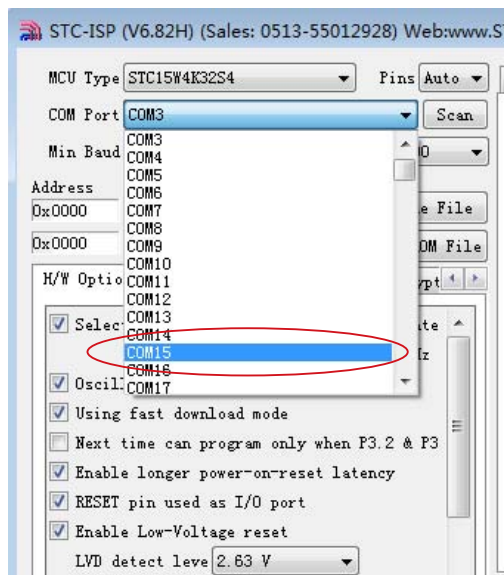 STC-ISP (V6.82H) (Sales: 0513-55012928) Web:www.S
MCU Type STC15W4K32S4 Pins Auto
COM Port COM3 Scan
COM3
Min Baud
COM4
COM5
Address
COM6
0x0000 COM7 e File
COM8
0x0000 COM9 OM File
COM10
H/W Optio COM11 ypt
COM12
COM13
Selec te
COM14
COM15 Hz
COM16
Oscill
COM17
Using fast download mode
Next time can program only when P3.2 & P3
Enable longer power-on-reset latency
RESET pin used as I/O port
Enable Low-Voltage reset
LVD detect leve 2.63 V